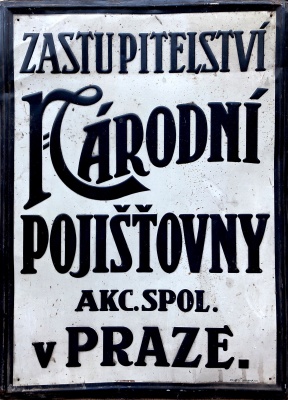 ZASTUPITELSTVÍ
NÁRODNÍ
POJIŠŤOVNY
AKC. SPOL.
V PRAZE.